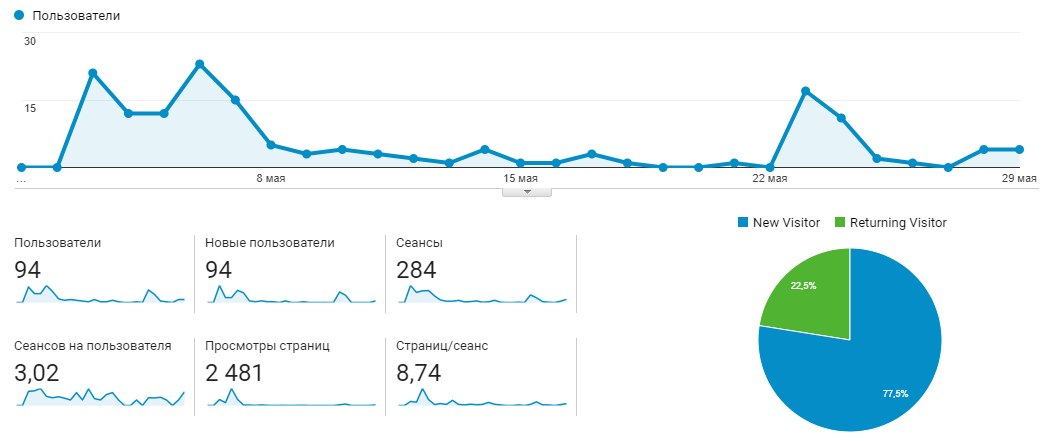 Пользователи
30
15
... 8 мая 15 мая 22 мая 29 мая
New Visitor Returning Visitor
Пользователи Новые пользователи Сеансы
94 94 284
Сеансов на пользователя Просмотры страниц Страниц/сеанс
3,02 2 481 8,74
22,5%
77,5%